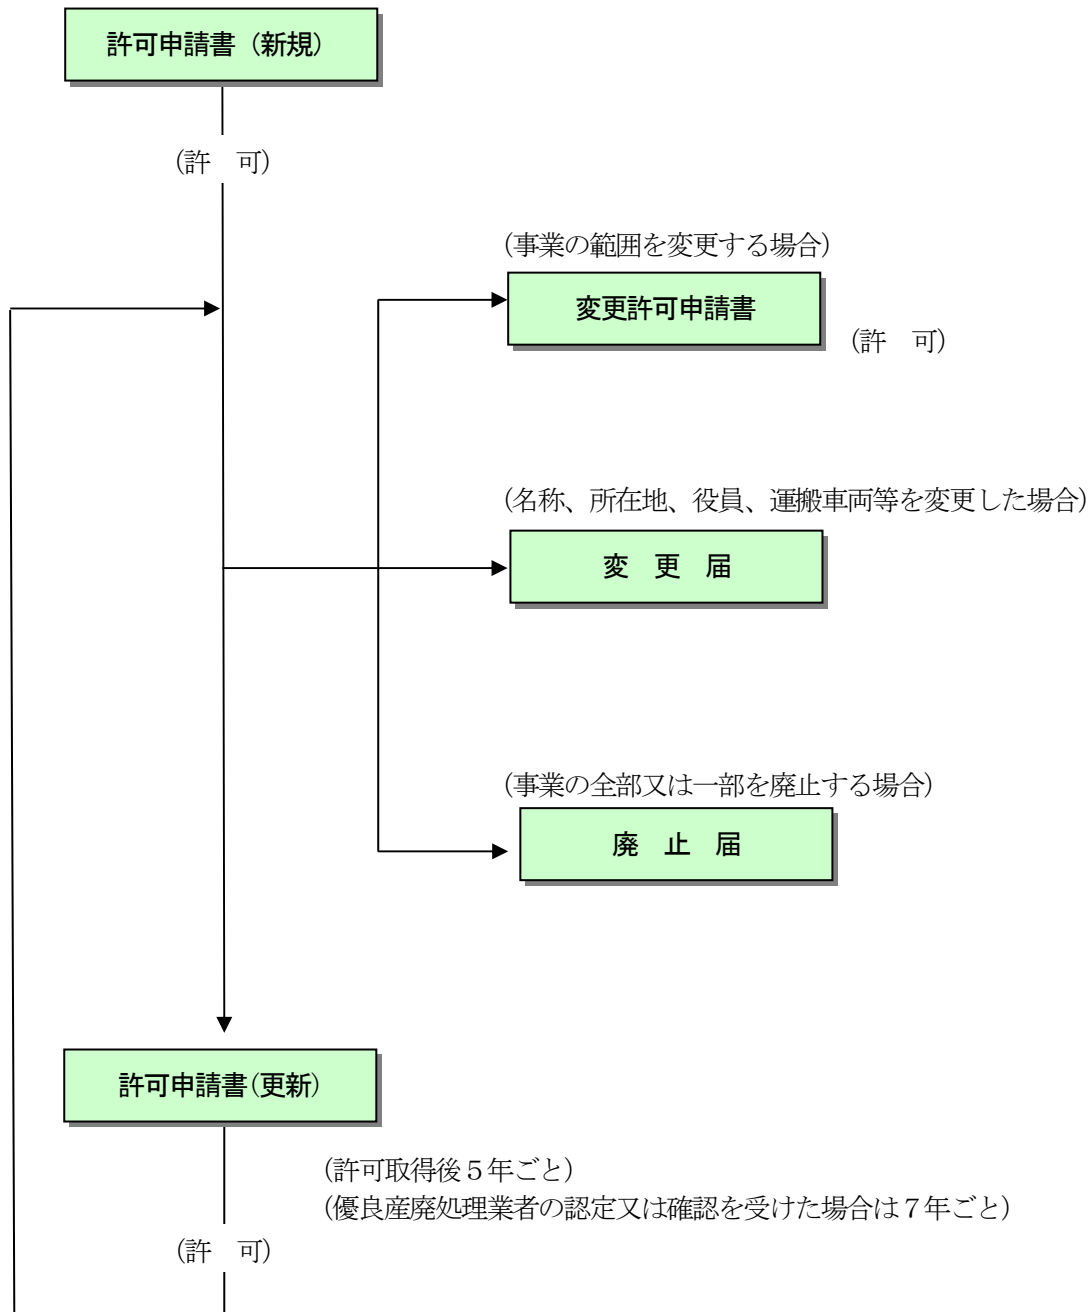 許可申請書（新規）
(許　可)
(事業の範囲を変更する場合)
変更許可申請書
(許　可)
(名称、所在地、役員、運搬車両等を変更した場合)
変　更　届
(事業の全部又は一部を廃止する場合)
廃　止　届
許可申請書(更新)
(許可取得後５年ごと)
(優良産廃処理業者の認定又は確認を受けた場合は７年ごと)
(許　可)